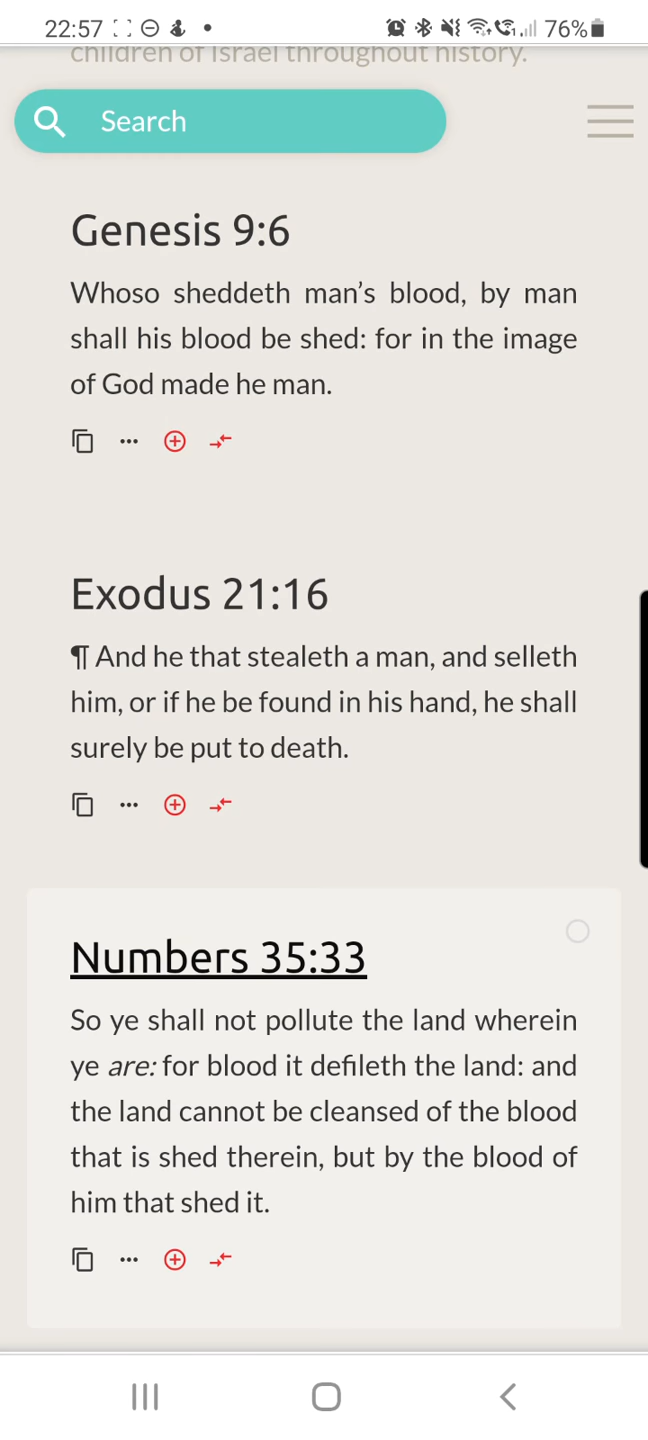 22:57 76%
children of Israel throughout history.
Search
Genesis 9:6
Whoso sheddeth man’s blood, by man
shall his blood be shed: for in the image
of God made he man.
Exodus 21:16
¶ And he that stealeth a man, and selleth
him, or if he be found in his hand, he shall
surely be put to death.
Numbers 35:33
So ye shall not pollute the land wherein
ye are: for blood it defileth the land: and
the land cannot be cleansed of the blood
that is shed therein, but by the blood of
him that shed it.